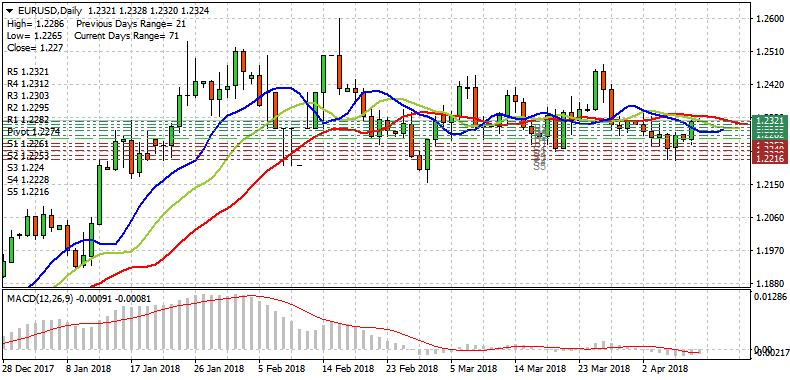 EURUSD,Daily 1.2321 1.2328 1.2320 1.2324
High= 1.2286 Previous Days Range= 21
Low= 1.2265 Current Days Range= 71
Close= 1.227
R5 1.2321
R4 1.2312
R3 1.2303
R2 1.2295
R1 1.2282
Pivot 1.2274
S1 1.2261
S2 1.2253
S3 1.224
S4 1.2228
S5 1.2216
S5
1.2600
1.2510
1.2420
1.2321
1.2216
1.2150
1.2060
1.1970
1.1880
MACD(12,26,9) -0.00091 -0.00081
0.01286
0.00
-0.00217
28 Dec 2017
8 Jan 2018
17 Jan 2018
26 Jan 2018
5 Feb 2018
14 Feb 2018
23 Feb 2018
5 Mar 2018
14 Mar 2018
23 Mar 2018
2 Apr 2018